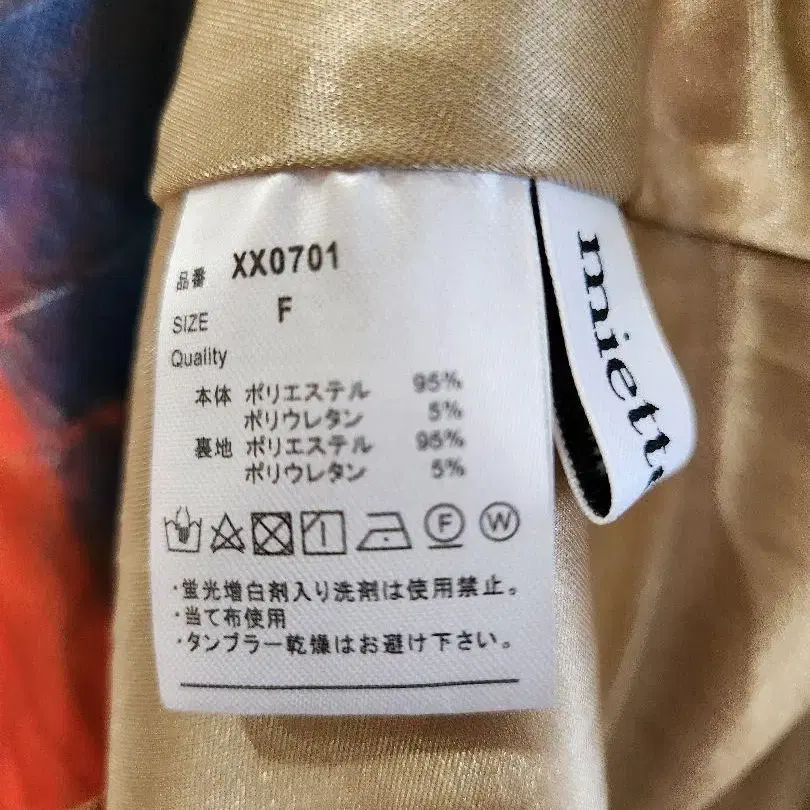 品番 XX0701
SIZE F
Quality
本体 ポリエステル 95%
ポリウレタン 5%
裏地 ポリエステル 95%
ポリウレタン 5%
F W
・蛍光増白剤入り洗剤は使用禁止。
・当て布使用
・タンブラー乾燥はお避け下さい。